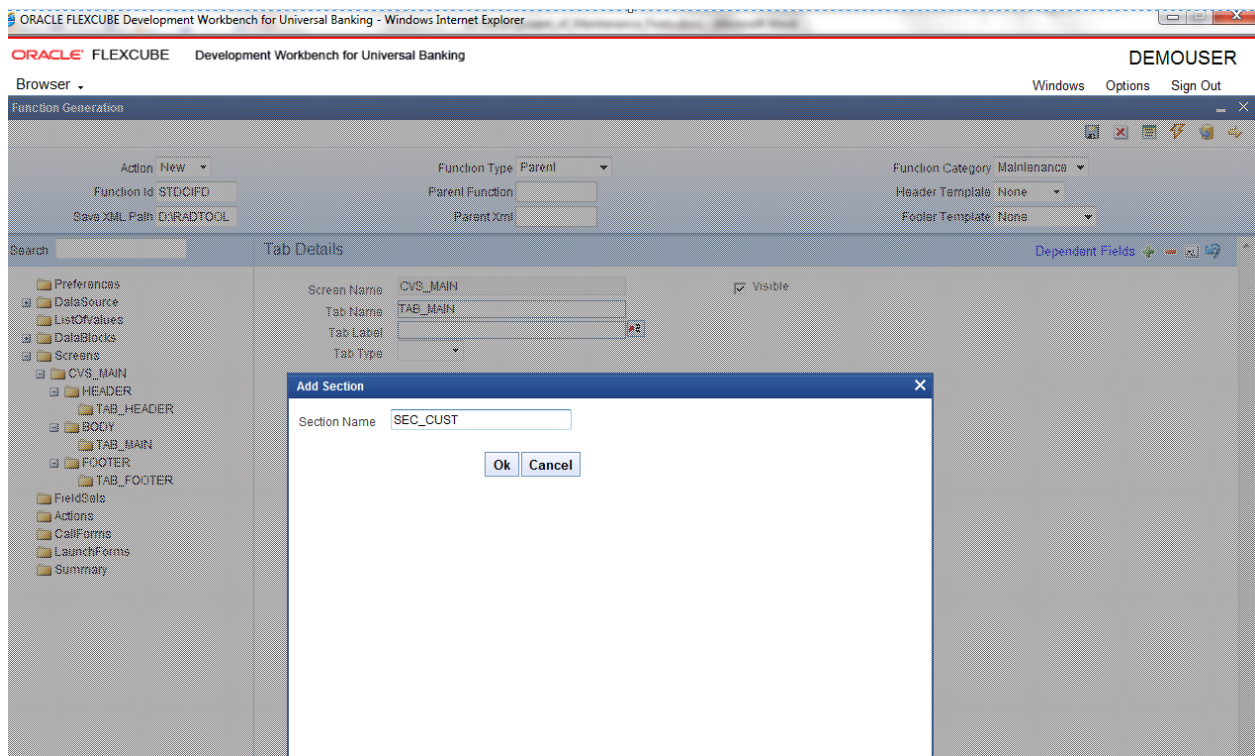 ORACLE FLEXCUBE Development Workbench for Universal Banking - Windows Internet Explorer
ORACLE FLEXCUBE Development Workbench for Universal Banking DEMOUSER
Browser Windows Options Sign Out
Function Generation
Action New Function Type Parent Function Category Maintenance
Function Id STDCIFD Parent Function Header Template None
Save XML Path D:\RADTOOL Parent Xml Footer Template None
Search Tab Details Dependent Fields
Preferences
DataSource
ListOfValues
DataBlocks
Screens
CVS_MAIN
HEADER
TAB_HEADER
BODY
TAB_MAIN
FOOTER
TAB_FOOTER
FieldSets
Actions
CallForms
LaunchForms
Summary
Screen Name CVS_MAIN Visible
Tab Name TAB_MAIN
Tab Label
Tab Type
Add Section
Section Name SEC_CUST
Ok Cancel